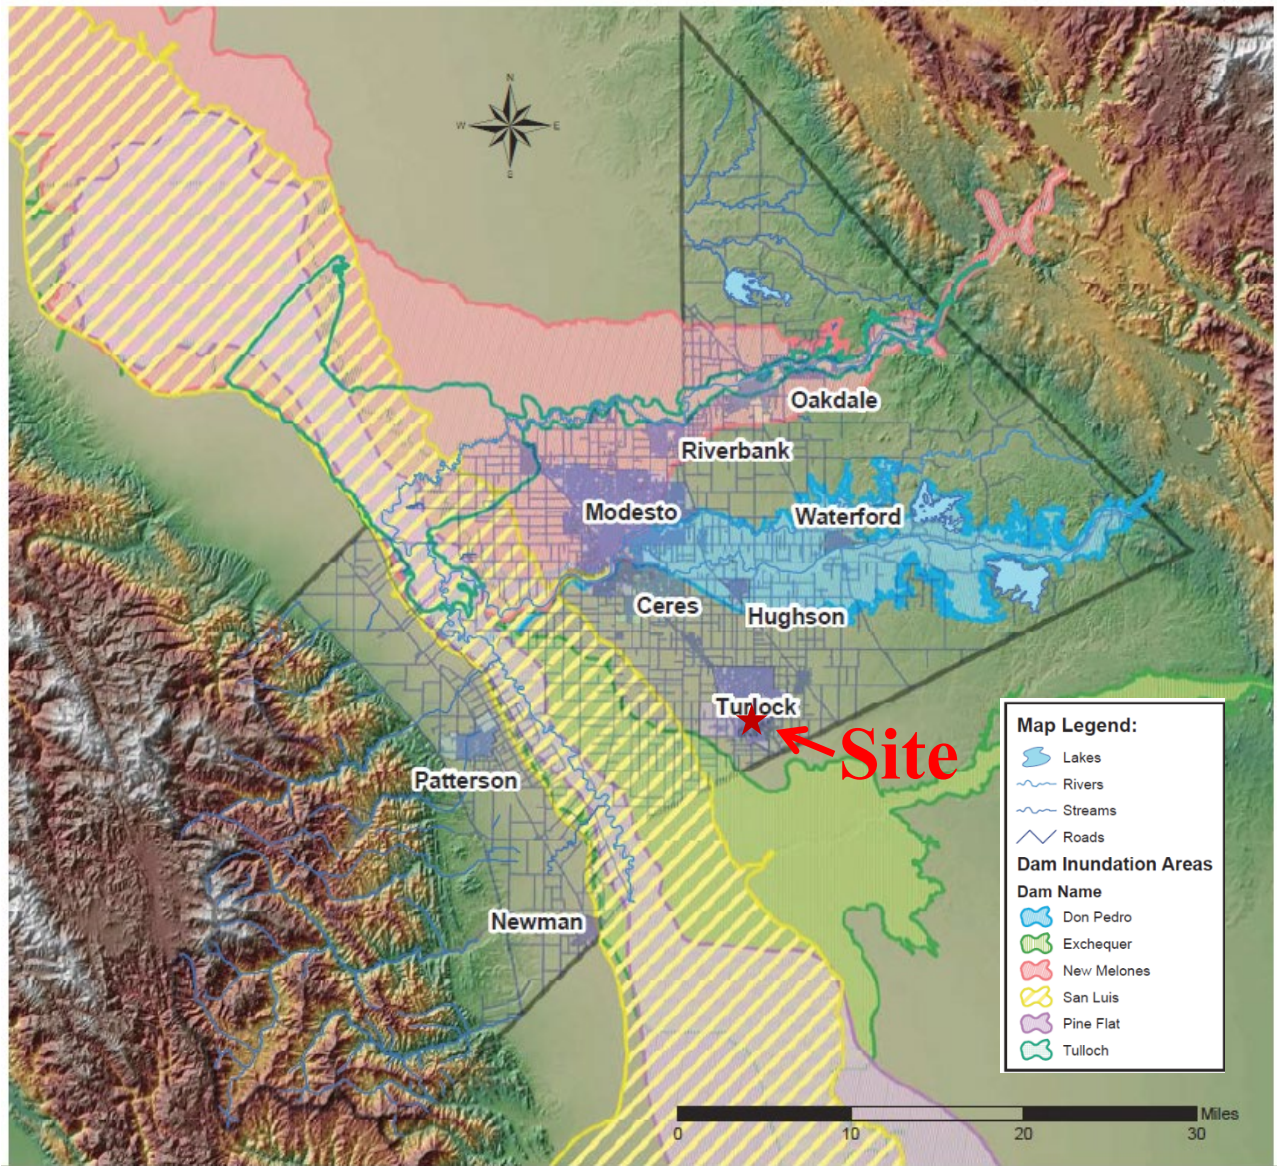 N
W
E
S
Oakdale
Riverbank
Modesto
Waterford
Ceres
Hughson
Turlock
Site
Patterson
Newman
Map Legend:
Lakes
Rivers
Streams
Roads
Dam Inundation Areas
Dam Name
Don Pedro
Exchequer
New Melones
San Luis
Pine Flat
Tulloch
Miles
0 10 20 30